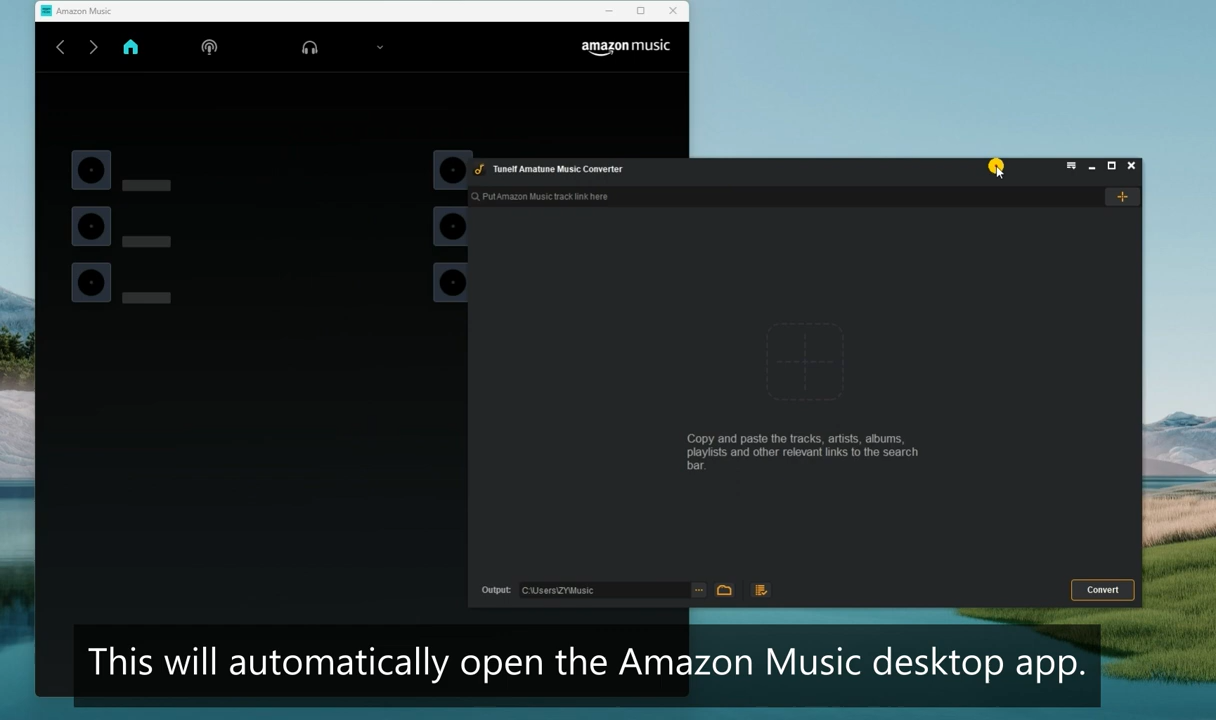 Amazon Music
amazon music
Tunelf Amatune Music Converter
Put Amazon Music track link here
Copy and paste the tracks, artists, albums,
playlists and other relevant links to the search
bar.
Output:
C:\Users\ZY\Music
...
Convert
This will automatically open the Amazon Music desktop app.